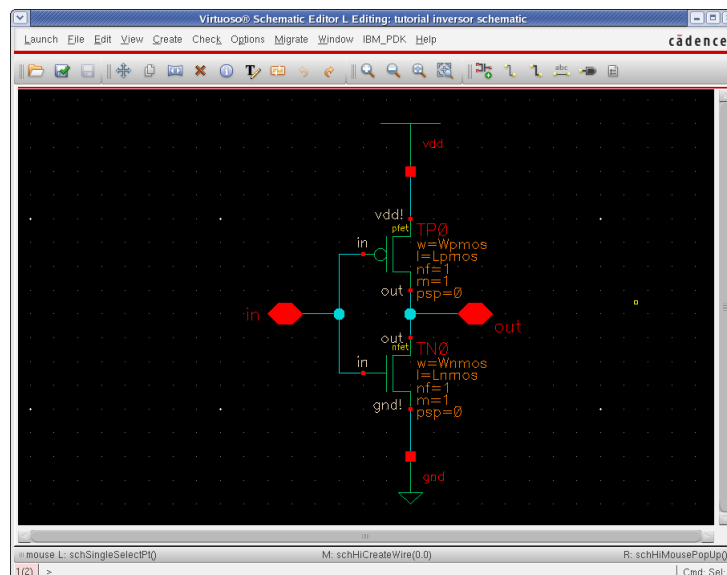 Virtuoso® Schematic Editor L Editing: tutorial inversor schematic
Launch File Edit View Create Check Options Migrate Window IBM_PDK Help
cādence
abc
vdd
vdd!
pfet TP0
in
w=Wpmos
l=Lpmos
nf=1
m=1
out psp=0
in
out
out
nfet TN0
in
w=Wnmos
l=Lnmos
nf=1
m=1
gnd! psp=0
gnd
mouse L: schSingleSelectPt() M: schHiCreateWire(0.0) R: schHiMousePopUp()
1(2) > Cmd: Sel: